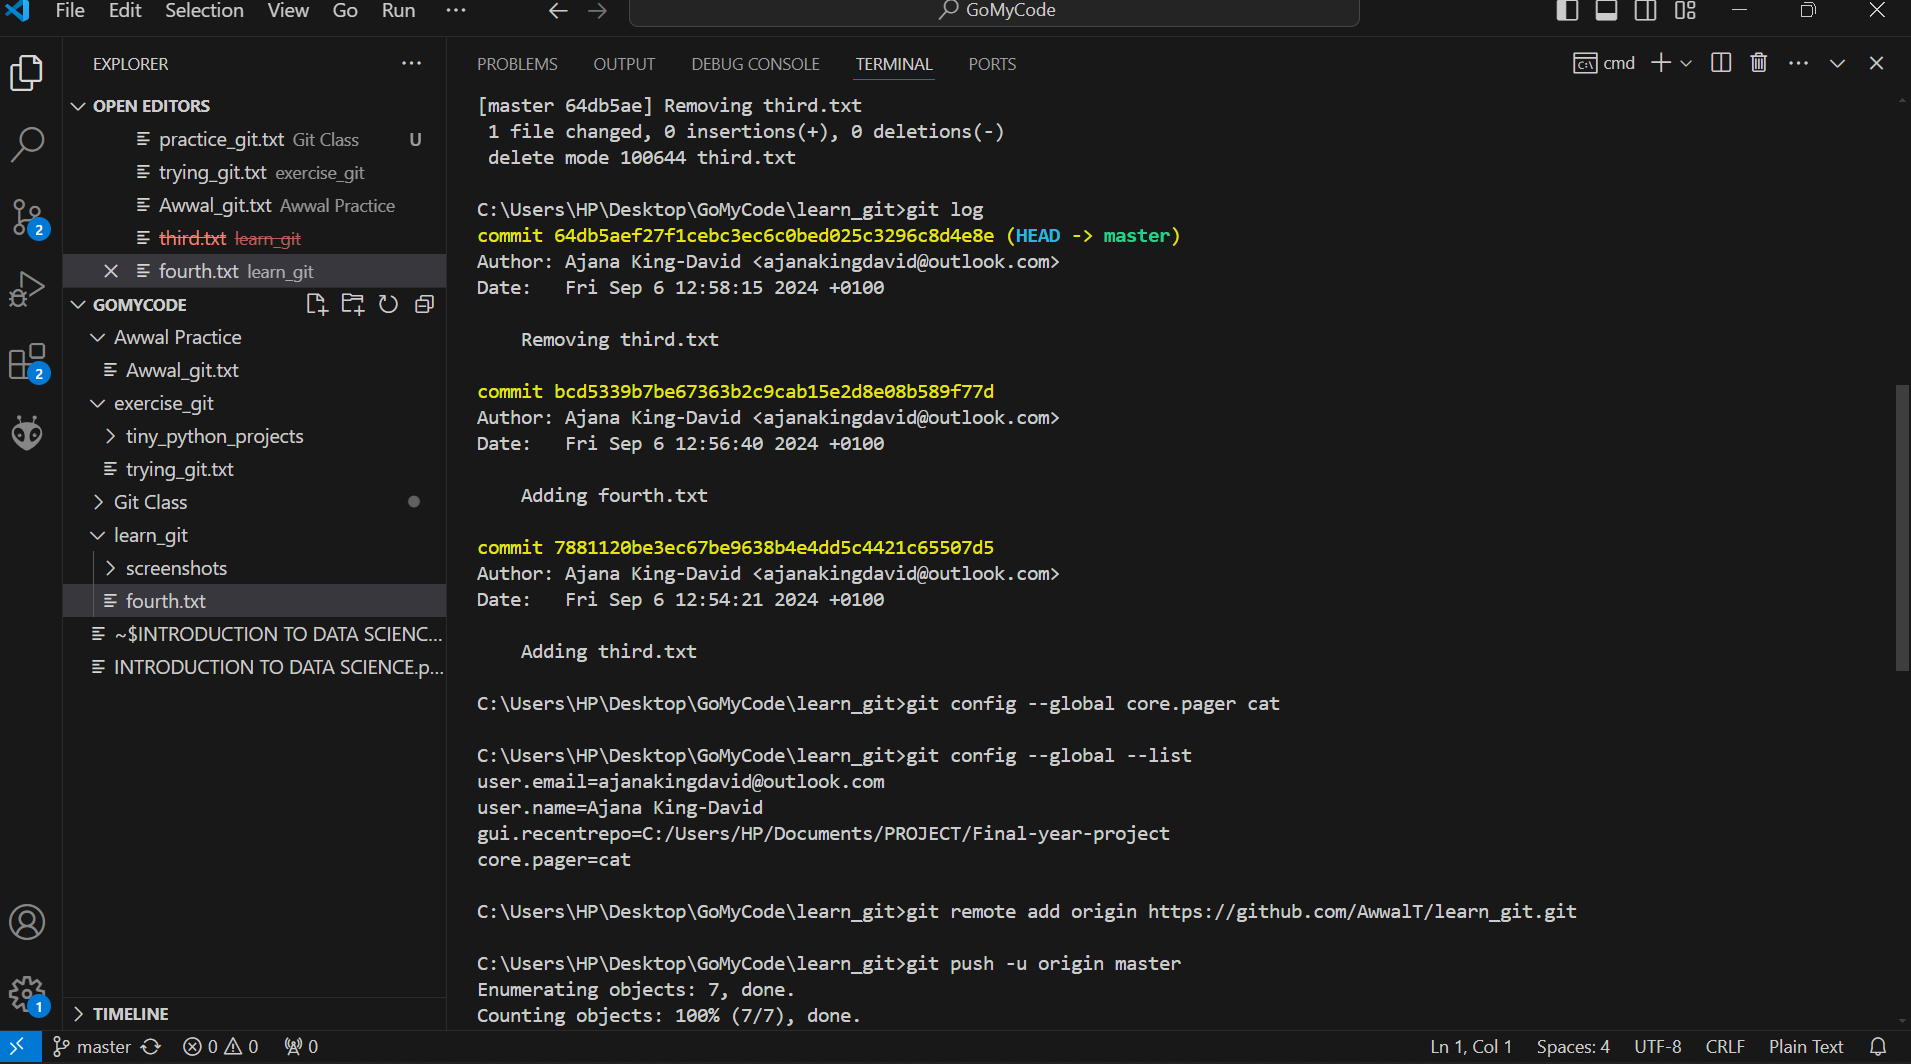 File Edit Selection View Go Run ··· GoMyCode
EXPLORER ···
OPEN EDITORS
practice_git.txt Git Class U
trying_git.txt exercise_git
Awwal_git.txt Awwal Practice
third.txt learn_git
fourth.txt learn_git
GOMYCODE
Awwal Practice
Awwal_git.txt
exercise_git
tiny_python_projects
trying_git.txt
Git Class
learn_git
screenshots
fourth.txt
~$INTRODUCTION TO DATA SCIENC...
INTRODUCTION TO DATA SCIENCE.p...
TIMELINE
2
2
1
PROBLEMS OUTPUT DEBUG CONSOLE TERMINAL PORTS cmd
[master 64db5ae] Removing third.txt
1 file changed, 0 insertions(+), 0 deletions(-)
delete mode 100644 third.txt
C:\Users\HP\Desktop\GoMyCode\learn_git>git log
commit 64db5aef27f1cebc3ec6c0bed025c3296c8d4e8e (HEAD -> master)
Author: Ajana King-David <ajanakingdavid@outlook.com>
Date:   Fri Sep 6 12:58:15 2024 +0100
Removing third.txt
commit bcd5339b7be67363b2c9cab15e2d8e08b589f77d
Author: Ajana King-David <ajanakingdavid@outlook.com>
Date:   Fri Sep 6 12:56:40 2024 +0100
Adding fourth.txt
commit 7881120be3ec67be9638b4e4dd5c4421c65507d5
Author: Ajana King-David <ajanakingdavid@outlook.com>
Date:   Fri Sep 6 12:54:21 2024 +0100
Adding third.txt
C:\Users\HP\Desktop\GoMyCode\learn_git>git config --global core.pager cat
C:\Users\HP\Desktop\GoMyCode\learn_git>git config --global --list
user.email=ajanakingdavid@outlook.com
user.name=Ajana King-David
gui.recentrepo=C:/Users/HP/Documents/PROJECT/Final-year-project
core.pager=cat
C:\Users\HP\Desktop\GoMyCode\learn_git>git remote add origin https://github.com/AwwalT/learn_git.git
C:\Users\HP\Desktop\GoMyCode\learn_git>git push -u origin master
Enumerating objects: 7, done.
Counting objects: 100% (7/7), done.
master 0 0 0 Ln 1, Col 1 Spaces: 4 UTF-8 CRLF Plain Text